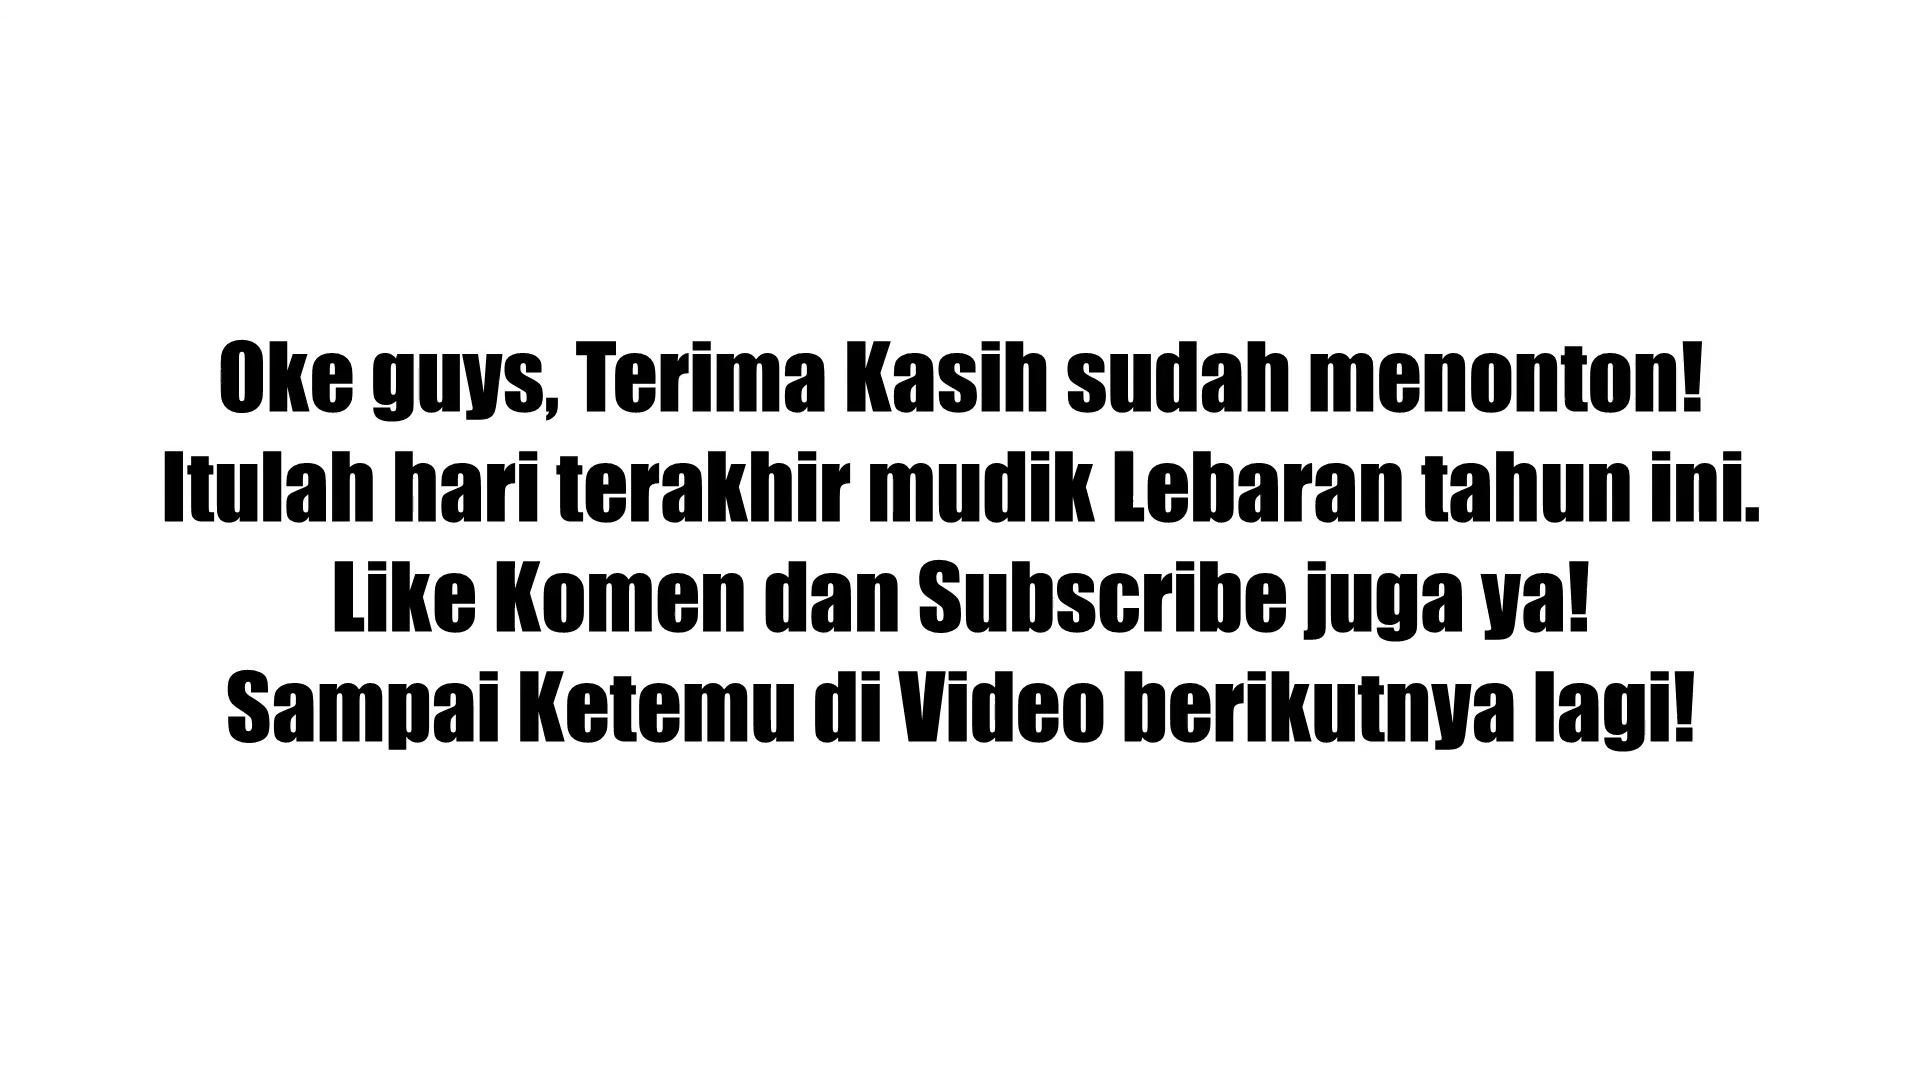 Oke guys, Terima Kasih sudah menonton!
Itulah hari terakhir mudik Lebaran tahun ini.
Like Komen dan Subscribe juga ya!
Sampai Ketemu di Video berikutnya lagi!